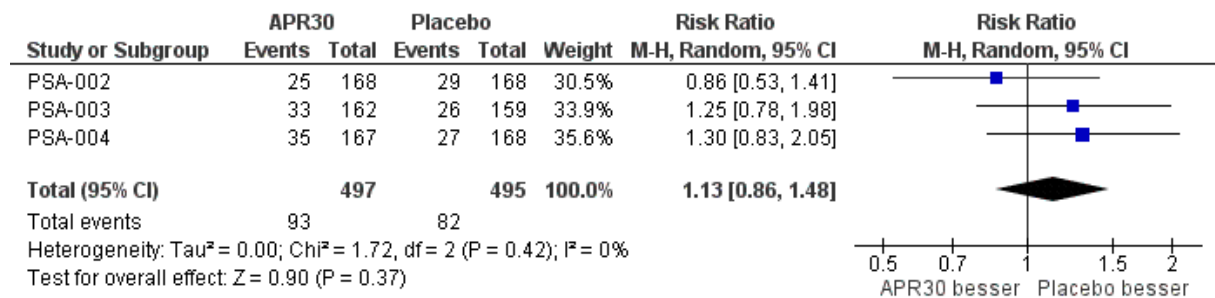 APR30 Placebo Risk Ratio Risk Ratio
Study or Subgroup Events Total Events Total Weight M-H, Random, 95% CI M-H, Random, 95% CI
PSA-002 25 168 29 168 30.5% 0.86 [0.53, 1.41]
PSA-003 33 162 26 159 33.9% 1.25 [0.78, 1.98]
PSA-004 35 167 27 168 35.6% 1.30 [0.83, 2.05]
Total (95% CI) 497 495 100.0% 1.13 [0.86, 1.48]
Total events 93 82
Heterogeneity: Tau² = 0.00; Chi² = 1.72, df = 2 (P = 0.42); I² = 0%
Test for overall effect: Z = 0.90 (P = 0.37)
0.5 0.7 1 1.5 2
APR30 besser Placebo besser